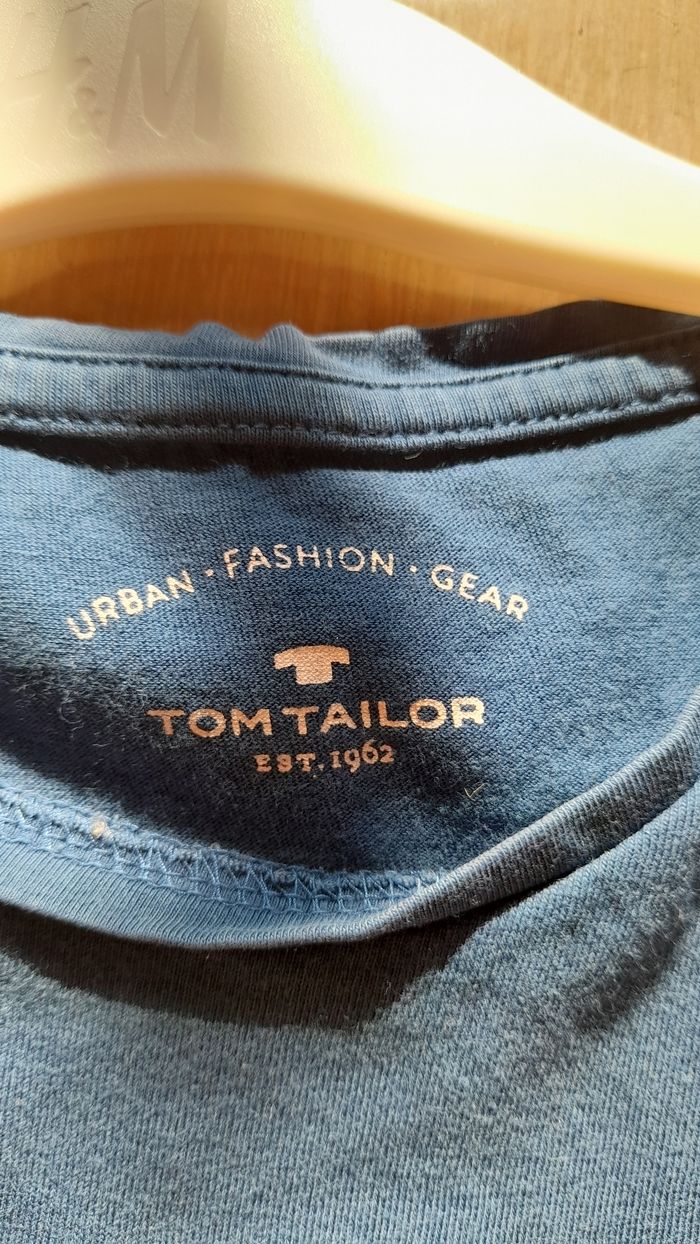 H&M
URBAN · FASHION · GEAR
TOM TAILOR
EST. 1962